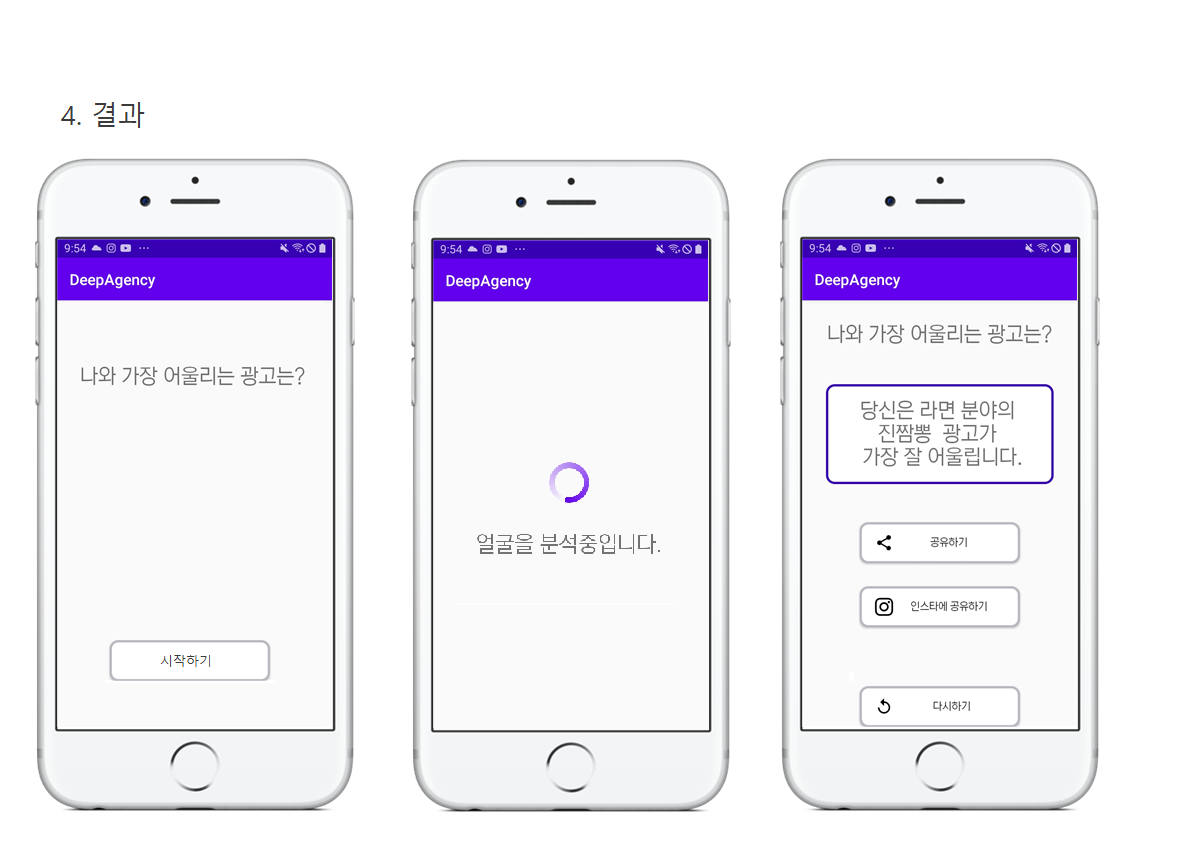 4. 결과
9:54
DeepAgency
나와 가장 어울리는 광고는?
시작하기
9:54
DeepAgency
얼굴을 분석중입니다.
9:54
DeepAgency
나와 가장 어울리는 광고는?
당신은 라면 분야의
진짬뽕 광고가
가장 잘 어울립니다.
공유하기
인스타에 공유하기
다시하기